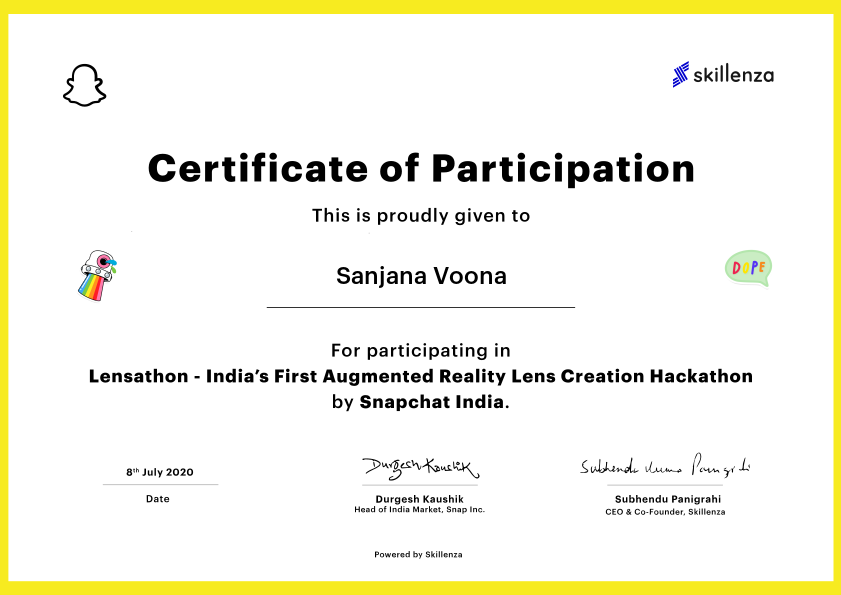 skillenza
Certificate of Participation
This is proudly given to
DOPE
Sanjana Voona
For participating in
Lensathon - India's First Augmented Reality Lens Creation Hackathon
by Snapchat India.
8th July 2020
Date
Durgesh Kaushik
Durgesh Kaushik
Head of India Market, Snap Inc.
Subhendu Kumar Panigrahi
Subhendu Panigrahi
CEO & Co-Founder, Skillenza
Powered by Skillenza